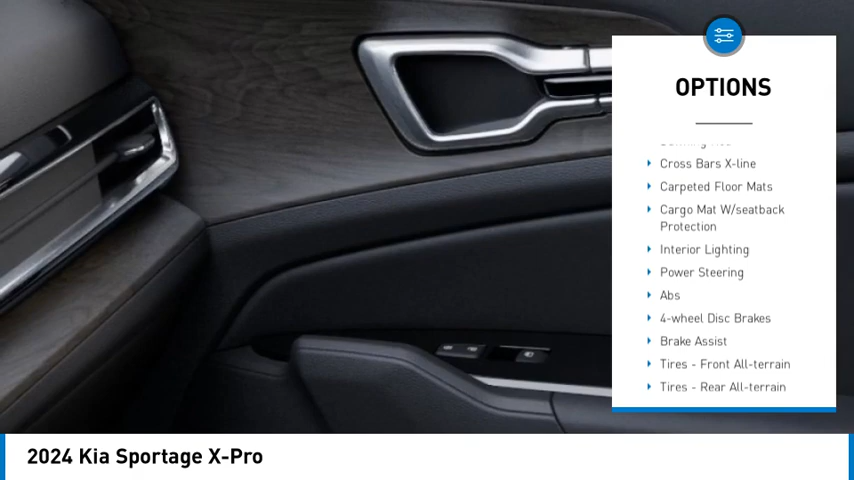 OPTIONS
Cross Bars X-line
Carpeted Floor Mats
Cargo Mat W/seatback
Protection
Interior Lighting
Power Steering
Abs
4-wheel Disc Brakes
Brake Assist
Tires - Front All-terrain
Tires - Rear All-terrain
2024 Kia Sportage X-Pro